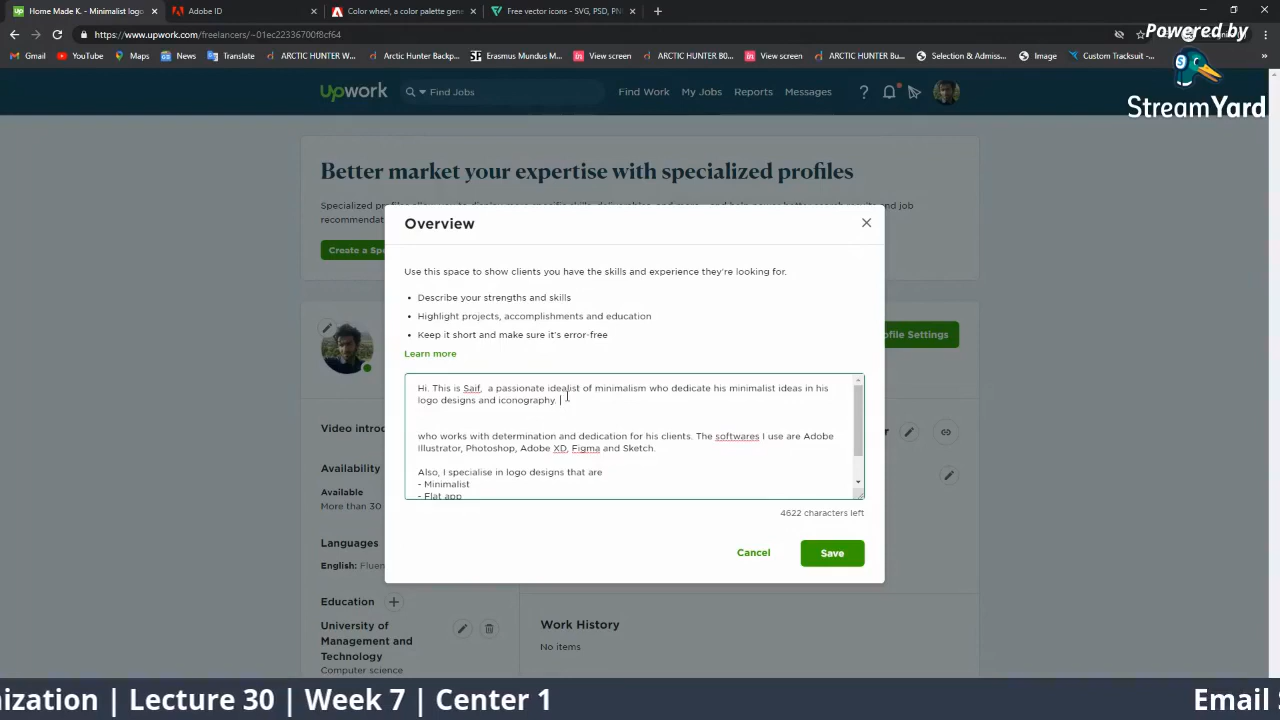 Home Made K. - Minimalist logo
Adobe ID
Color wheel, a color palette gene
Free vector icons - SVG, PSD, PN
https://www.upwork.com/freelancers/~01ec22336700f8cf64
Powered by
Gmail
YouTube
Maps
News
Translate
ARCTIC HUNTER W...
Arctic Hunter Backp...
Erasmus Mundus M...
View screen
ARCTIC HUNTER B0...
View screen
ARCTIC HUNTER BU...
Selection & Admiss...
Image
Custom Tracksuit -...
StreamYard
upwork
Find Jobs
Find Work
My Jobs
Reports
Messages
Better market your expertise with specialized profiles
Create a Spe
Overview
Use this space to show clients you have the skills and experience they're looking for.
• Describe your strengths and skills
• Highlight projects, accomplishments and education
• Keep it short and make sure it's error-free
Learn more
Hi. This is Saif, a passionate idealist of minimalism who dedicate his minimalist ideas in his
logo designs and iconography.
who works with determination and dedication for his clients. The softwares I use are Adobe
Illustrator, Photoshop, Adobe XD, Figma and Sketch.
Also, I specialise in logo designs that are
- Minimalist
- Flat app
4622 characters left
Cancel
Save
ofile Settings
Video intro
Availability
Available
More than 30
Languages
English: Fluen
Education
University of
Management and
Technology
Computer science
Work History
No items
nization | Lecture 30 | Week 7 | Center 1
Email S